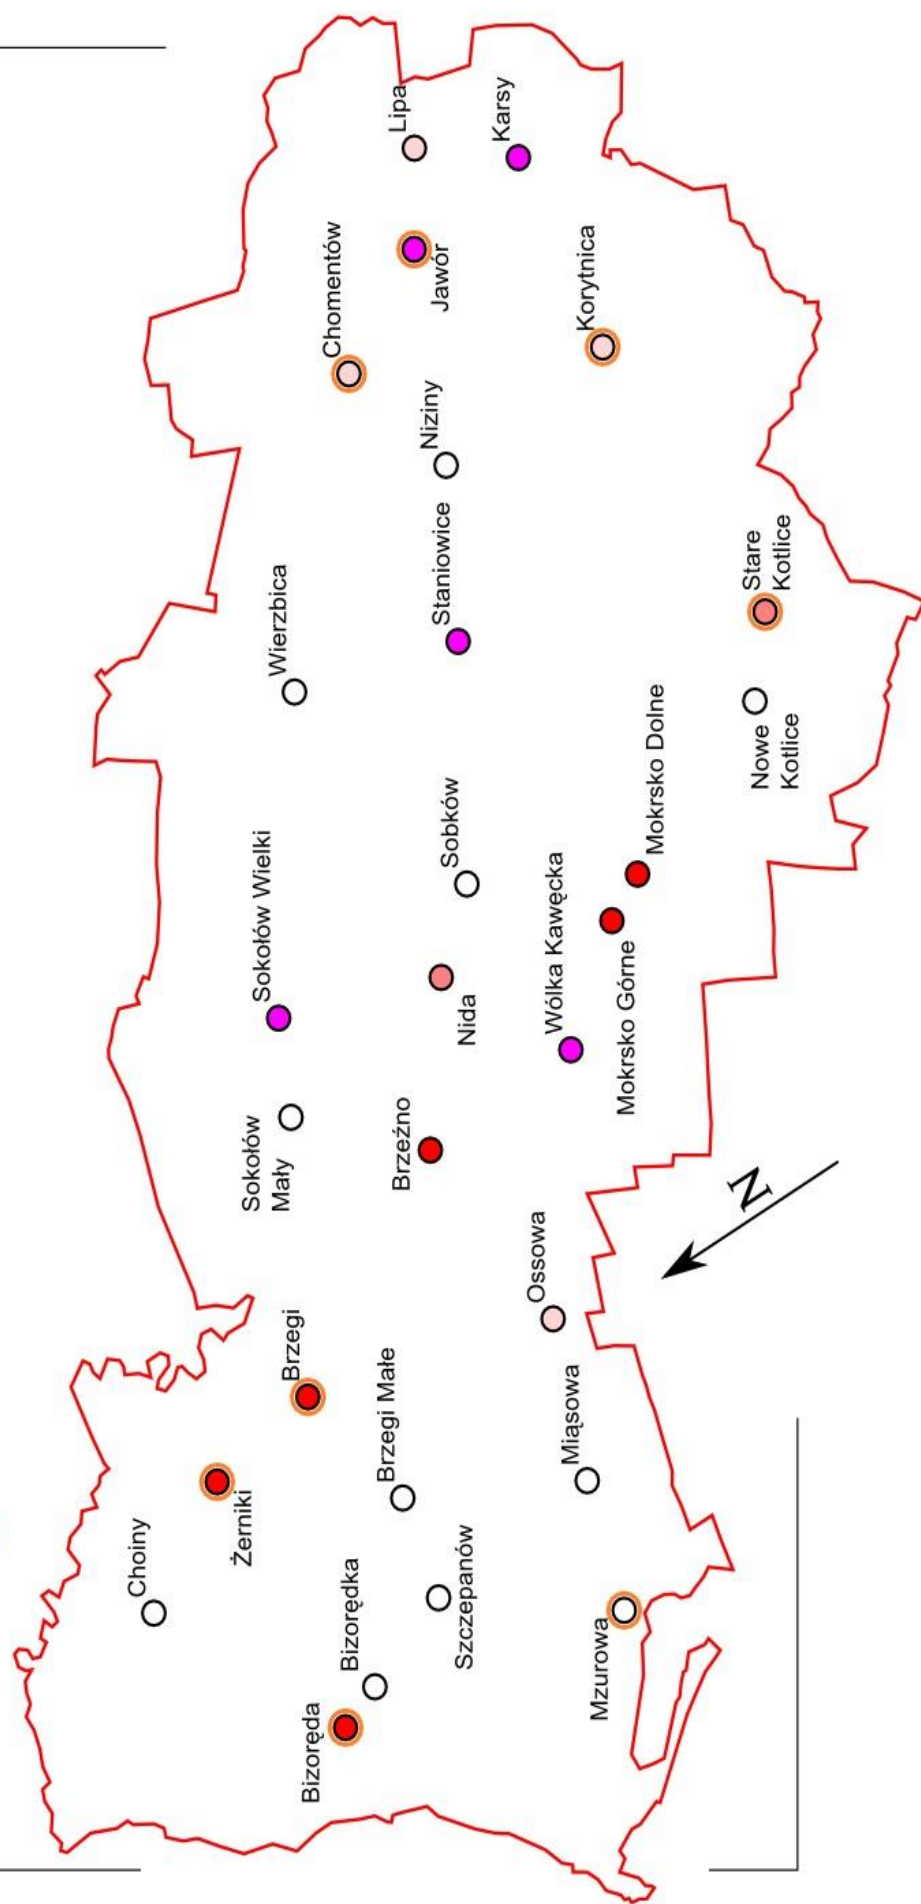 Lipa
Karsy
Jawór
Chomentów
Korytnica
Niziny
Staniowice
Stare
Kotlice
Wierzbica
Nowe
Kotlice
Mokrsko Dolne
Sobków
Sokołów Wielki
Wólka Kawęcka
Mokrsko Górne
Nida
Sokołów
Mały
Brzeźno
Ossowa
N
Brzegi
Brzegi Małe
Miąsowa
Żerniki
Choiny
Szczepanów
Bizorędka
Mzurowa
Bizoręda